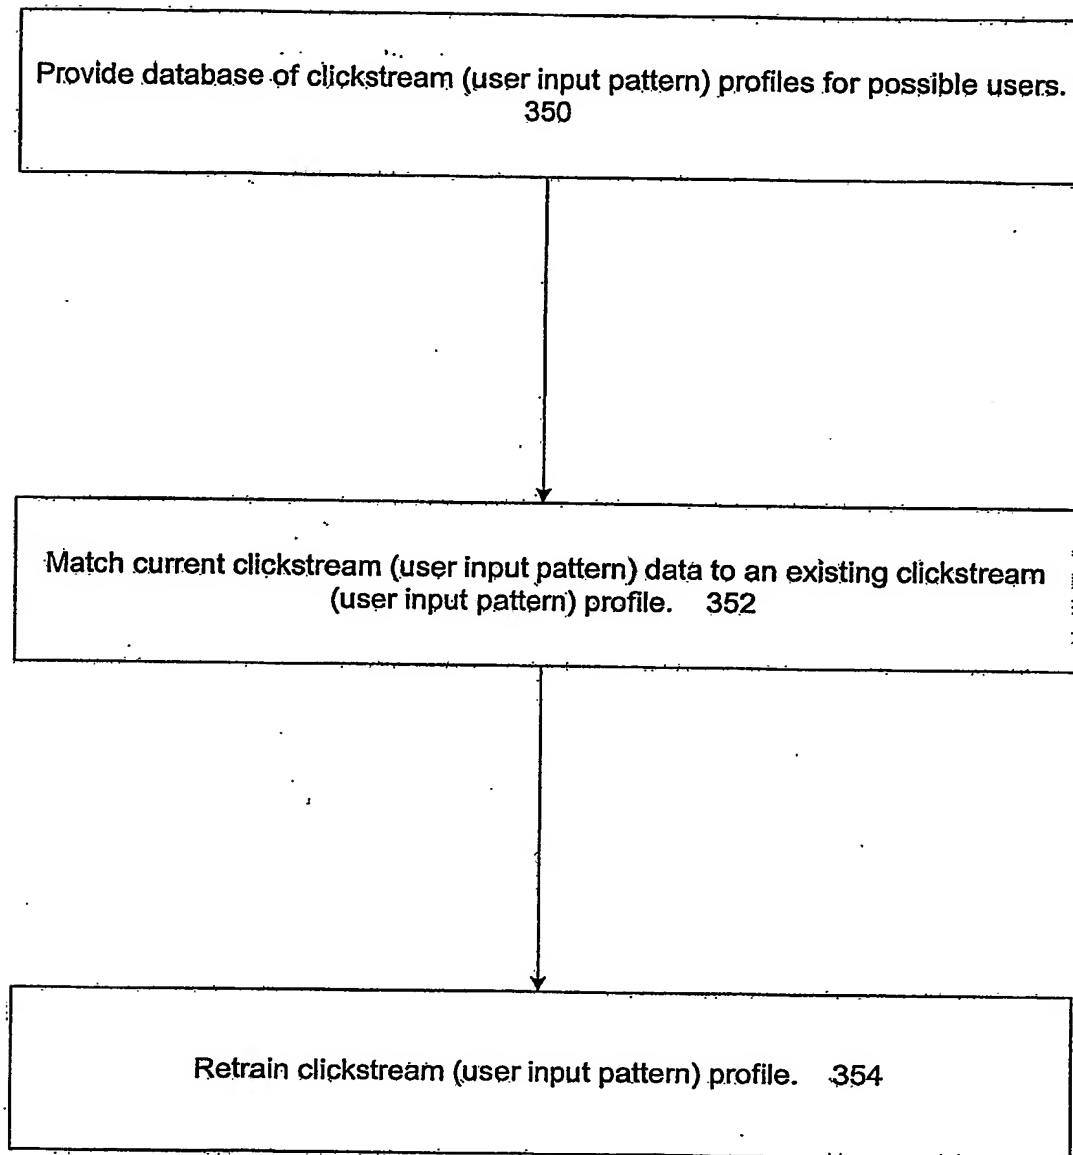 Provide database of clickstream (user input pattern) profiles for possible users.
350
Match current clickstream (user input pattern) data to an existing clickstream
(user input pattern) profile. 352
Retrain clickstream (user input pattern) profile. 354